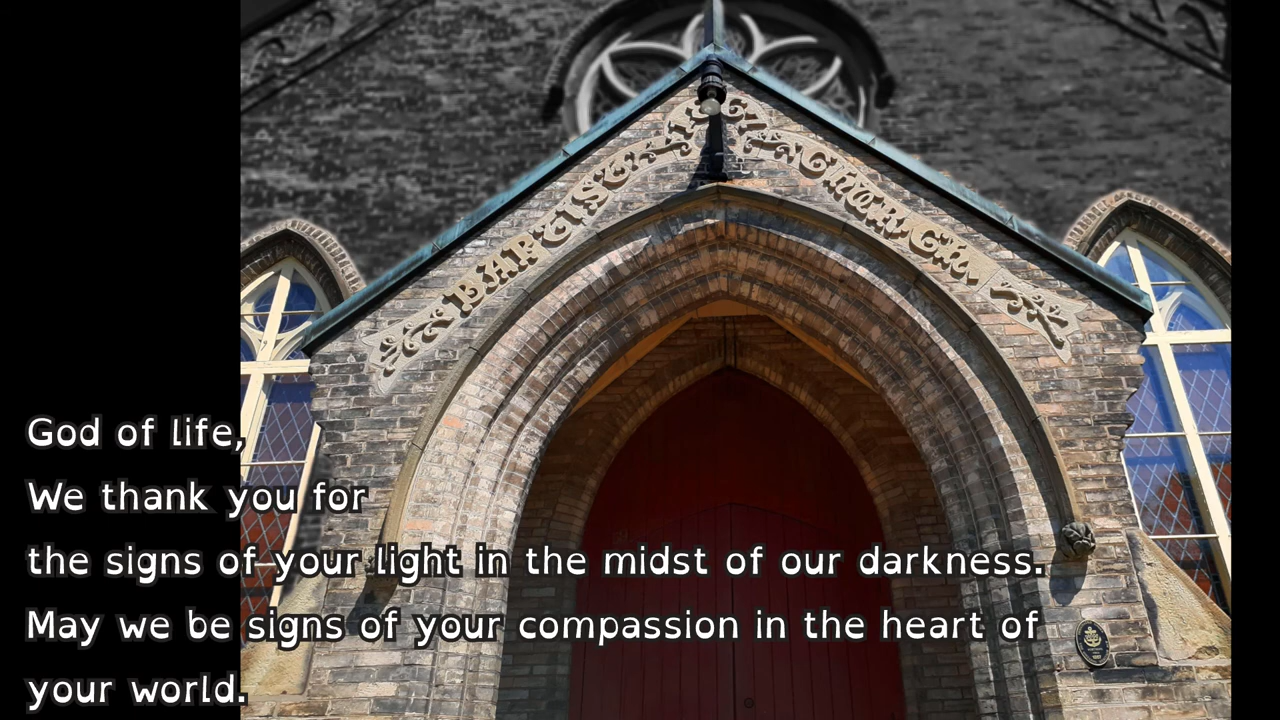 BAPTIST CHURCH.
God of life,
We thank you for
the signs of your light in the midst of our darkness.
May we be signs of your compassion in the heart of
your world.